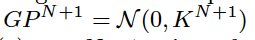 GP^{N+1} = \mathcal{N}(0, K^{N+1})